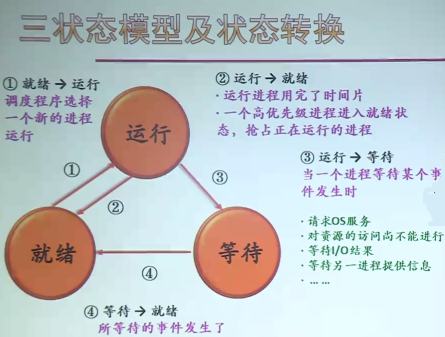 三状态模型及状态转换
① 就绪 → 运行
调度程序选择
一个新的进程
运行
② 运行 → 就绪
· 运行进程用完了时间片
· 一个高优先级进程进入就绪状
态，抢占正在运行的进程
运行
①
②
③
③ 运行 → 等待
当一个进程等待某个事
件发生时
· 请求OS服务
· 对资源的访问尚不能进行
· 等待I/O结果
· 等待另一进程提供信息
· ... ...
就绪
等待
④
④ 等待 → 就绪
所等待的事件发生了